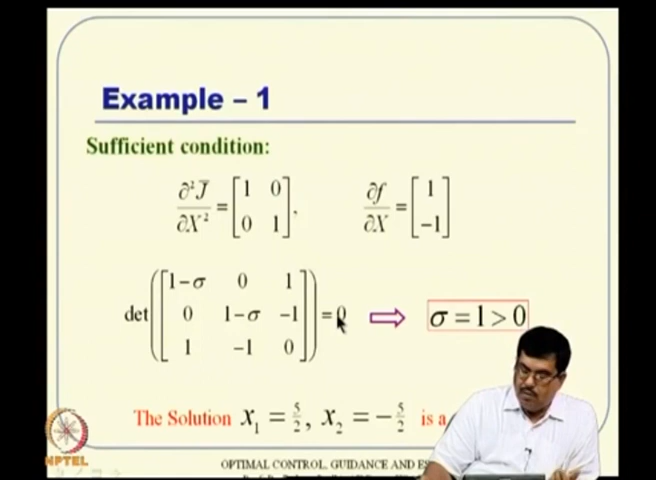 Example – 1
Sufficient condition:
∂²J̄/∂X² = [1 0; 0 1], ∂f/∂X = [1; −1]
det([1−σ 0 1; 0 1−σ −1; 1 −1 0]) = 0 ⇒ σ = 1 > 0
The Solution x₁ = 5/2, x₂ = −5/2 is a
NPTEL
OPTIMAL CONTROL, GUIDANCE AND